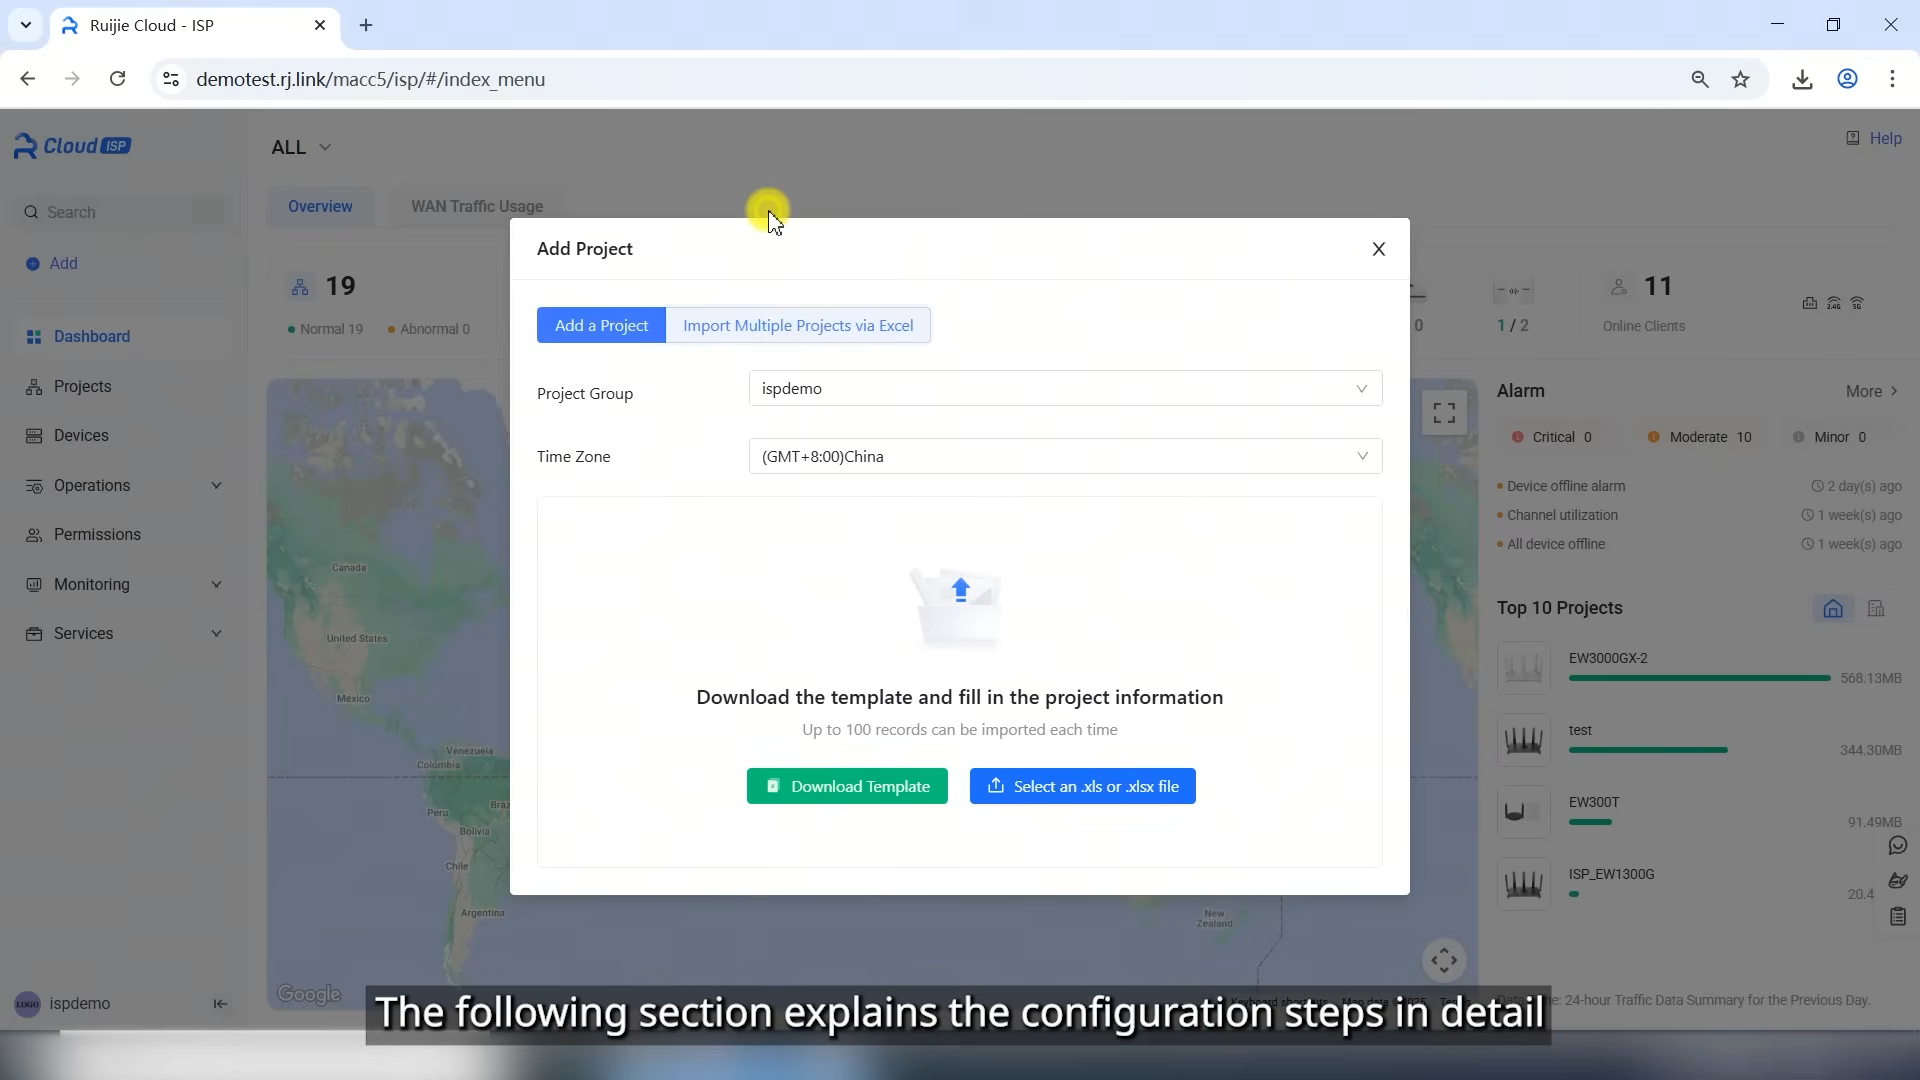 Ruijie Cloud - ISP
demotest.rj.link/macc5/isp/#/index_menu
Cloud ISP
ALL
Help
Search
Overview
WAN Traffic Usage
Add
Add Project
19
Normal 19
Abnormal 0
0
1 / 2
11
Online Clients
Add a Project
Import Multiple Projects via Excel
Dashboard
Projects
Devices
Operations
Permissions
Monitoring
Services
Project Group
ispdemo
Time Zone
(GMT+8:00)China
Download the template and fill in the project information
Up to 100 records can be imported each time
Download Template
Select an .xls or .xlsx file
Alarm
More
Critical 0
Moderate 10
Minor 0
Device offline alarm
2 day(s) ago
Channel utilization
1 week(s) ago
All device offline
1 week(s) ago
Top 10 Projects
EW3000GX-2
568.13MB
test
344.30MB
EW300T
91.49MB
ISP_EW1300G
20.4
Canada
United States
Mexico
Venezuela
Colombia
Peru
Bolivia
Chile
Argentina
New
Zealand
Google
LOGO
ispdemo
24-hour Traffic Data Summary for the Previous Day.
The following section explains the configuration steps in detail